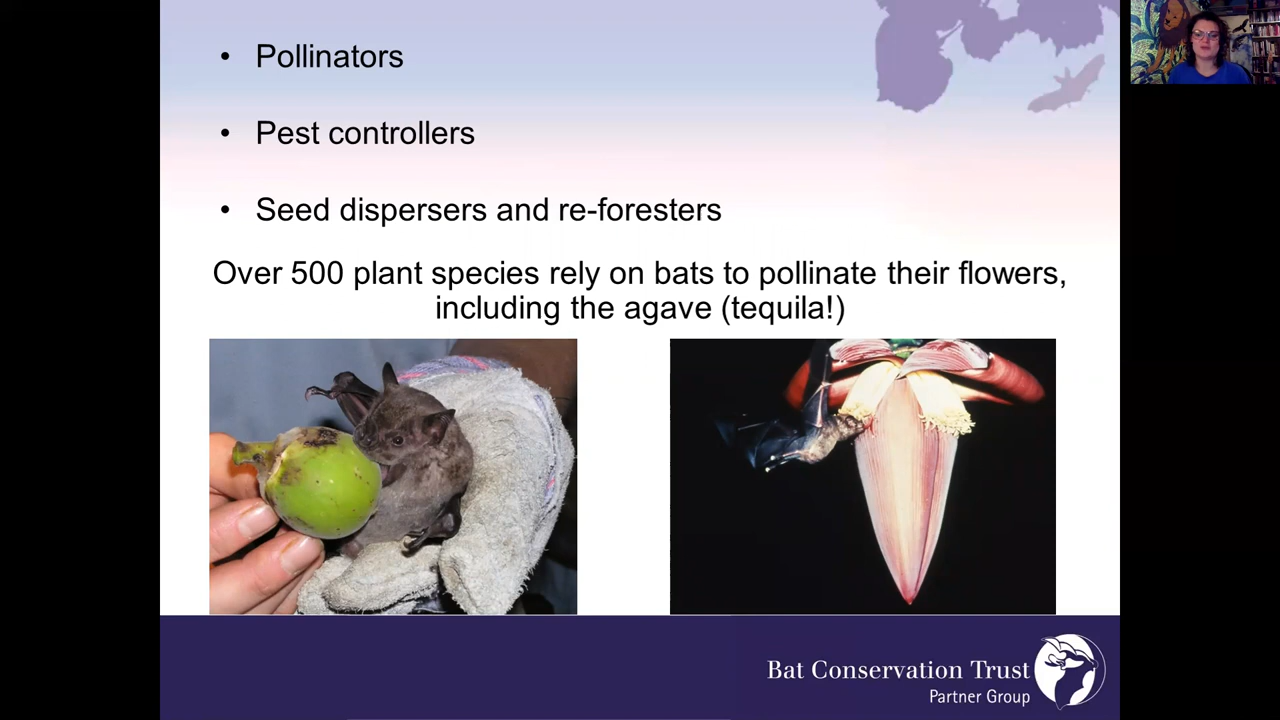 • Pollinators
• Pest controllers
• Seed dispersers and re-foresters
Over 500 plant species rely on bats to pollinate their flowers,
including the agave (tequila!)
Bat Conservation Trust
Partner Group